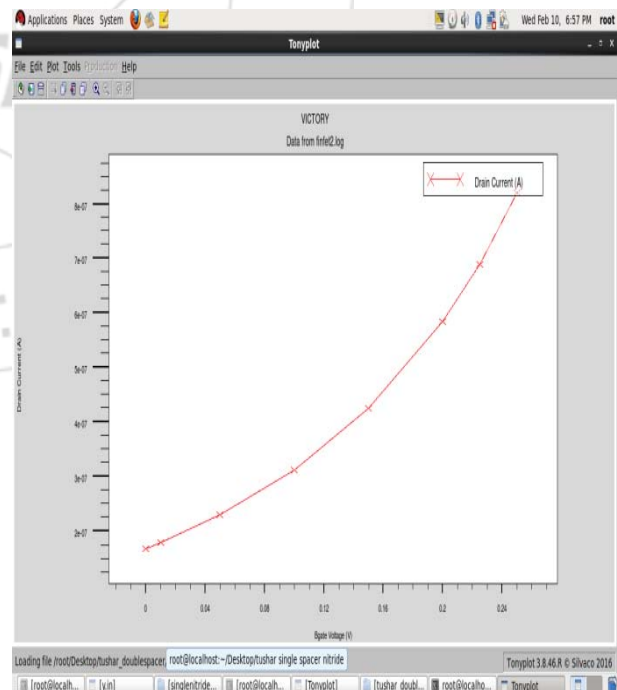 Applications Places System Wed Feb 10, 6:57 PM root
Tonyplot
File Edit Plot Tools Production Help
VICTORY
Data from finfet2.log
Drain Current (A)
8e-07
7e-07
6e-07
5e-07
4e-07
3e-07
2e-07
Drain Current (A)
0 0.04 0.08 0.12 0.16 0.2 0.24
Bgate Voltage (V)
Loading file /root/Desktop/tushar_doublespacer, root@localhost:~/Desktop/tushar single spacer nitride Tonyplot 3.8.46.R © Silvaco 2016
[root@localh... [v.in] [singlenitride... [root@localh... [Tonyplot] [tushar_doubl... root@localho... Tonyplot